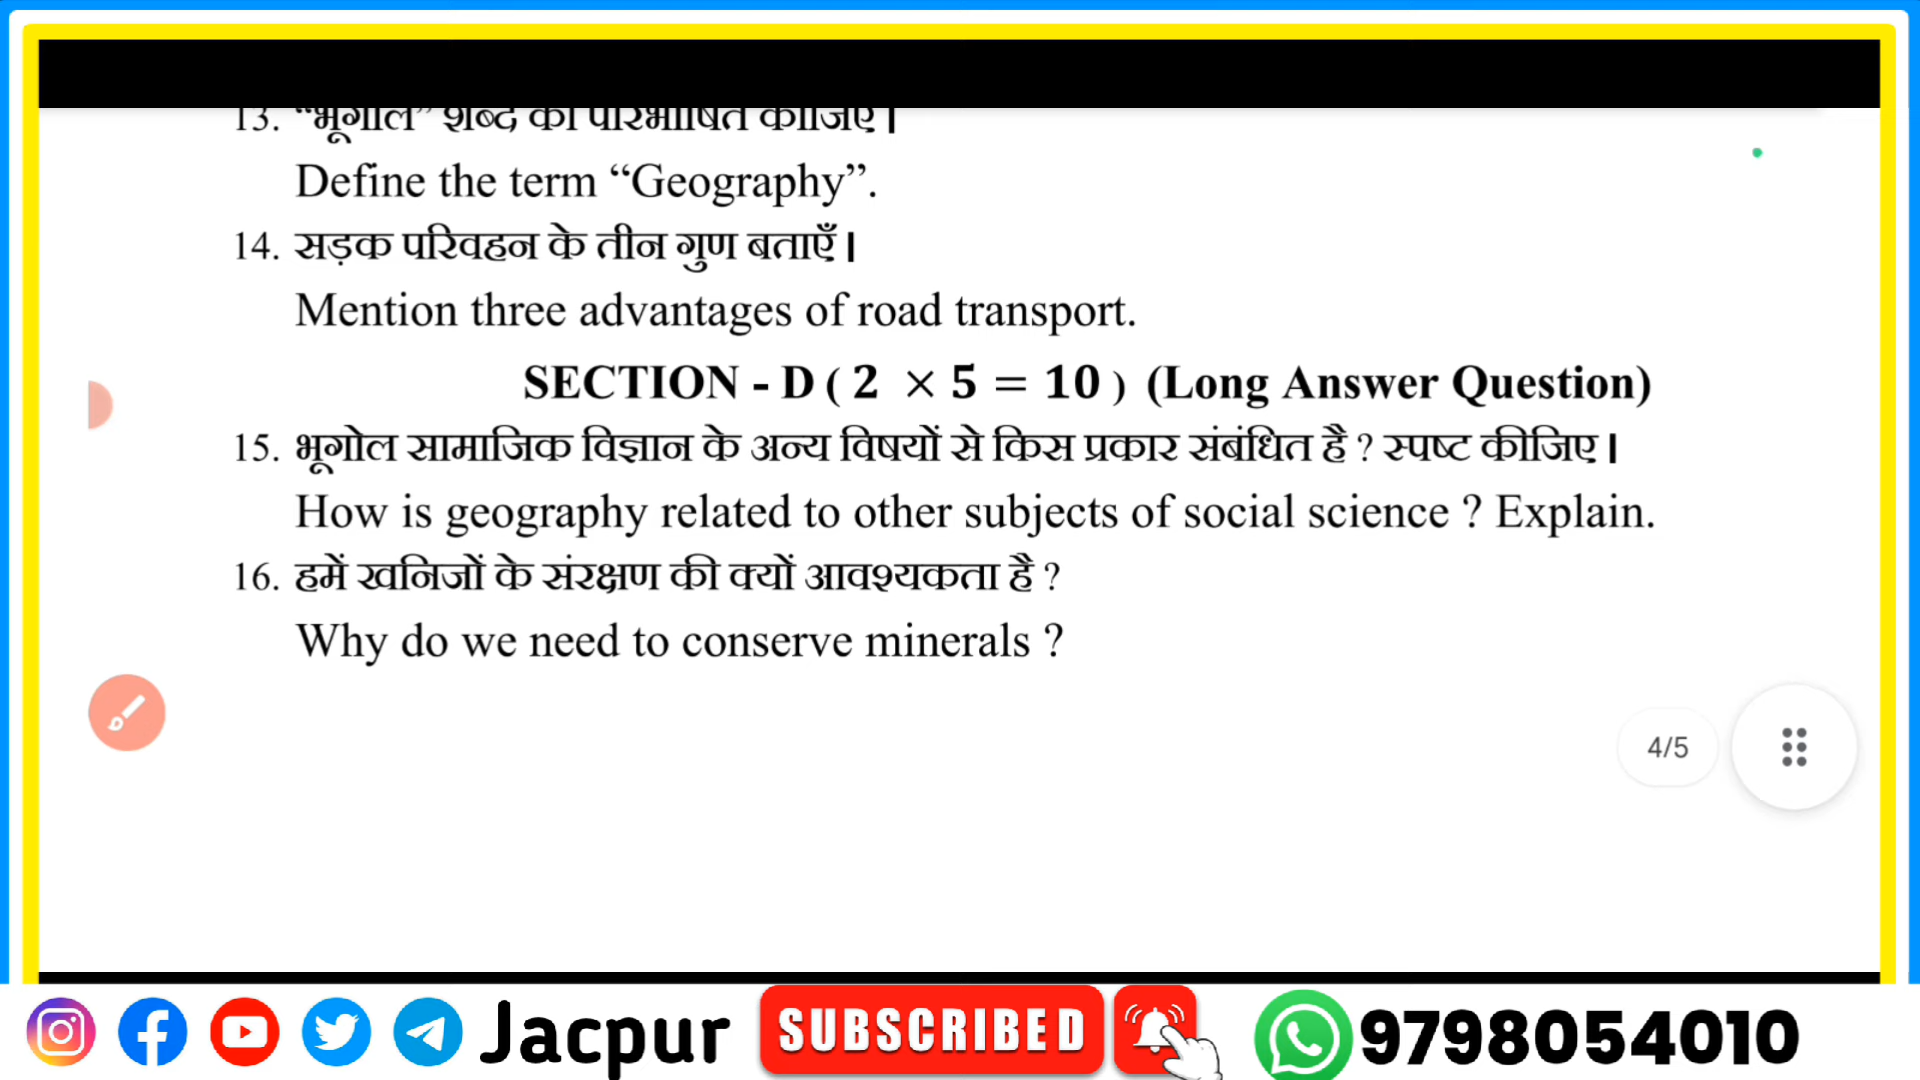 13. “भूगोल” शब्द को परिभाषित कीजिए।
Define the term “Geography”.
14. सड़क परिवहन के तीन गुण बताएँ।
Mention three advantages of road transport.
SECTION - D ( 2 × 5 = 10 ) (Long Answer Question)
15. भूगोल सामाजिक विज्ञान के अन्य विषयों से किस प्रकार संबंधित है ? स्पष्ट कीजिए।
How is geography related to other subjects of social science ? Explain.
16. हमें खनिजों के संरक्षण की क्यों आवश्यकता है ?
Why do we need to conserve minerals ?
4/5
Jacpur SUBSCRIBED 9798054010